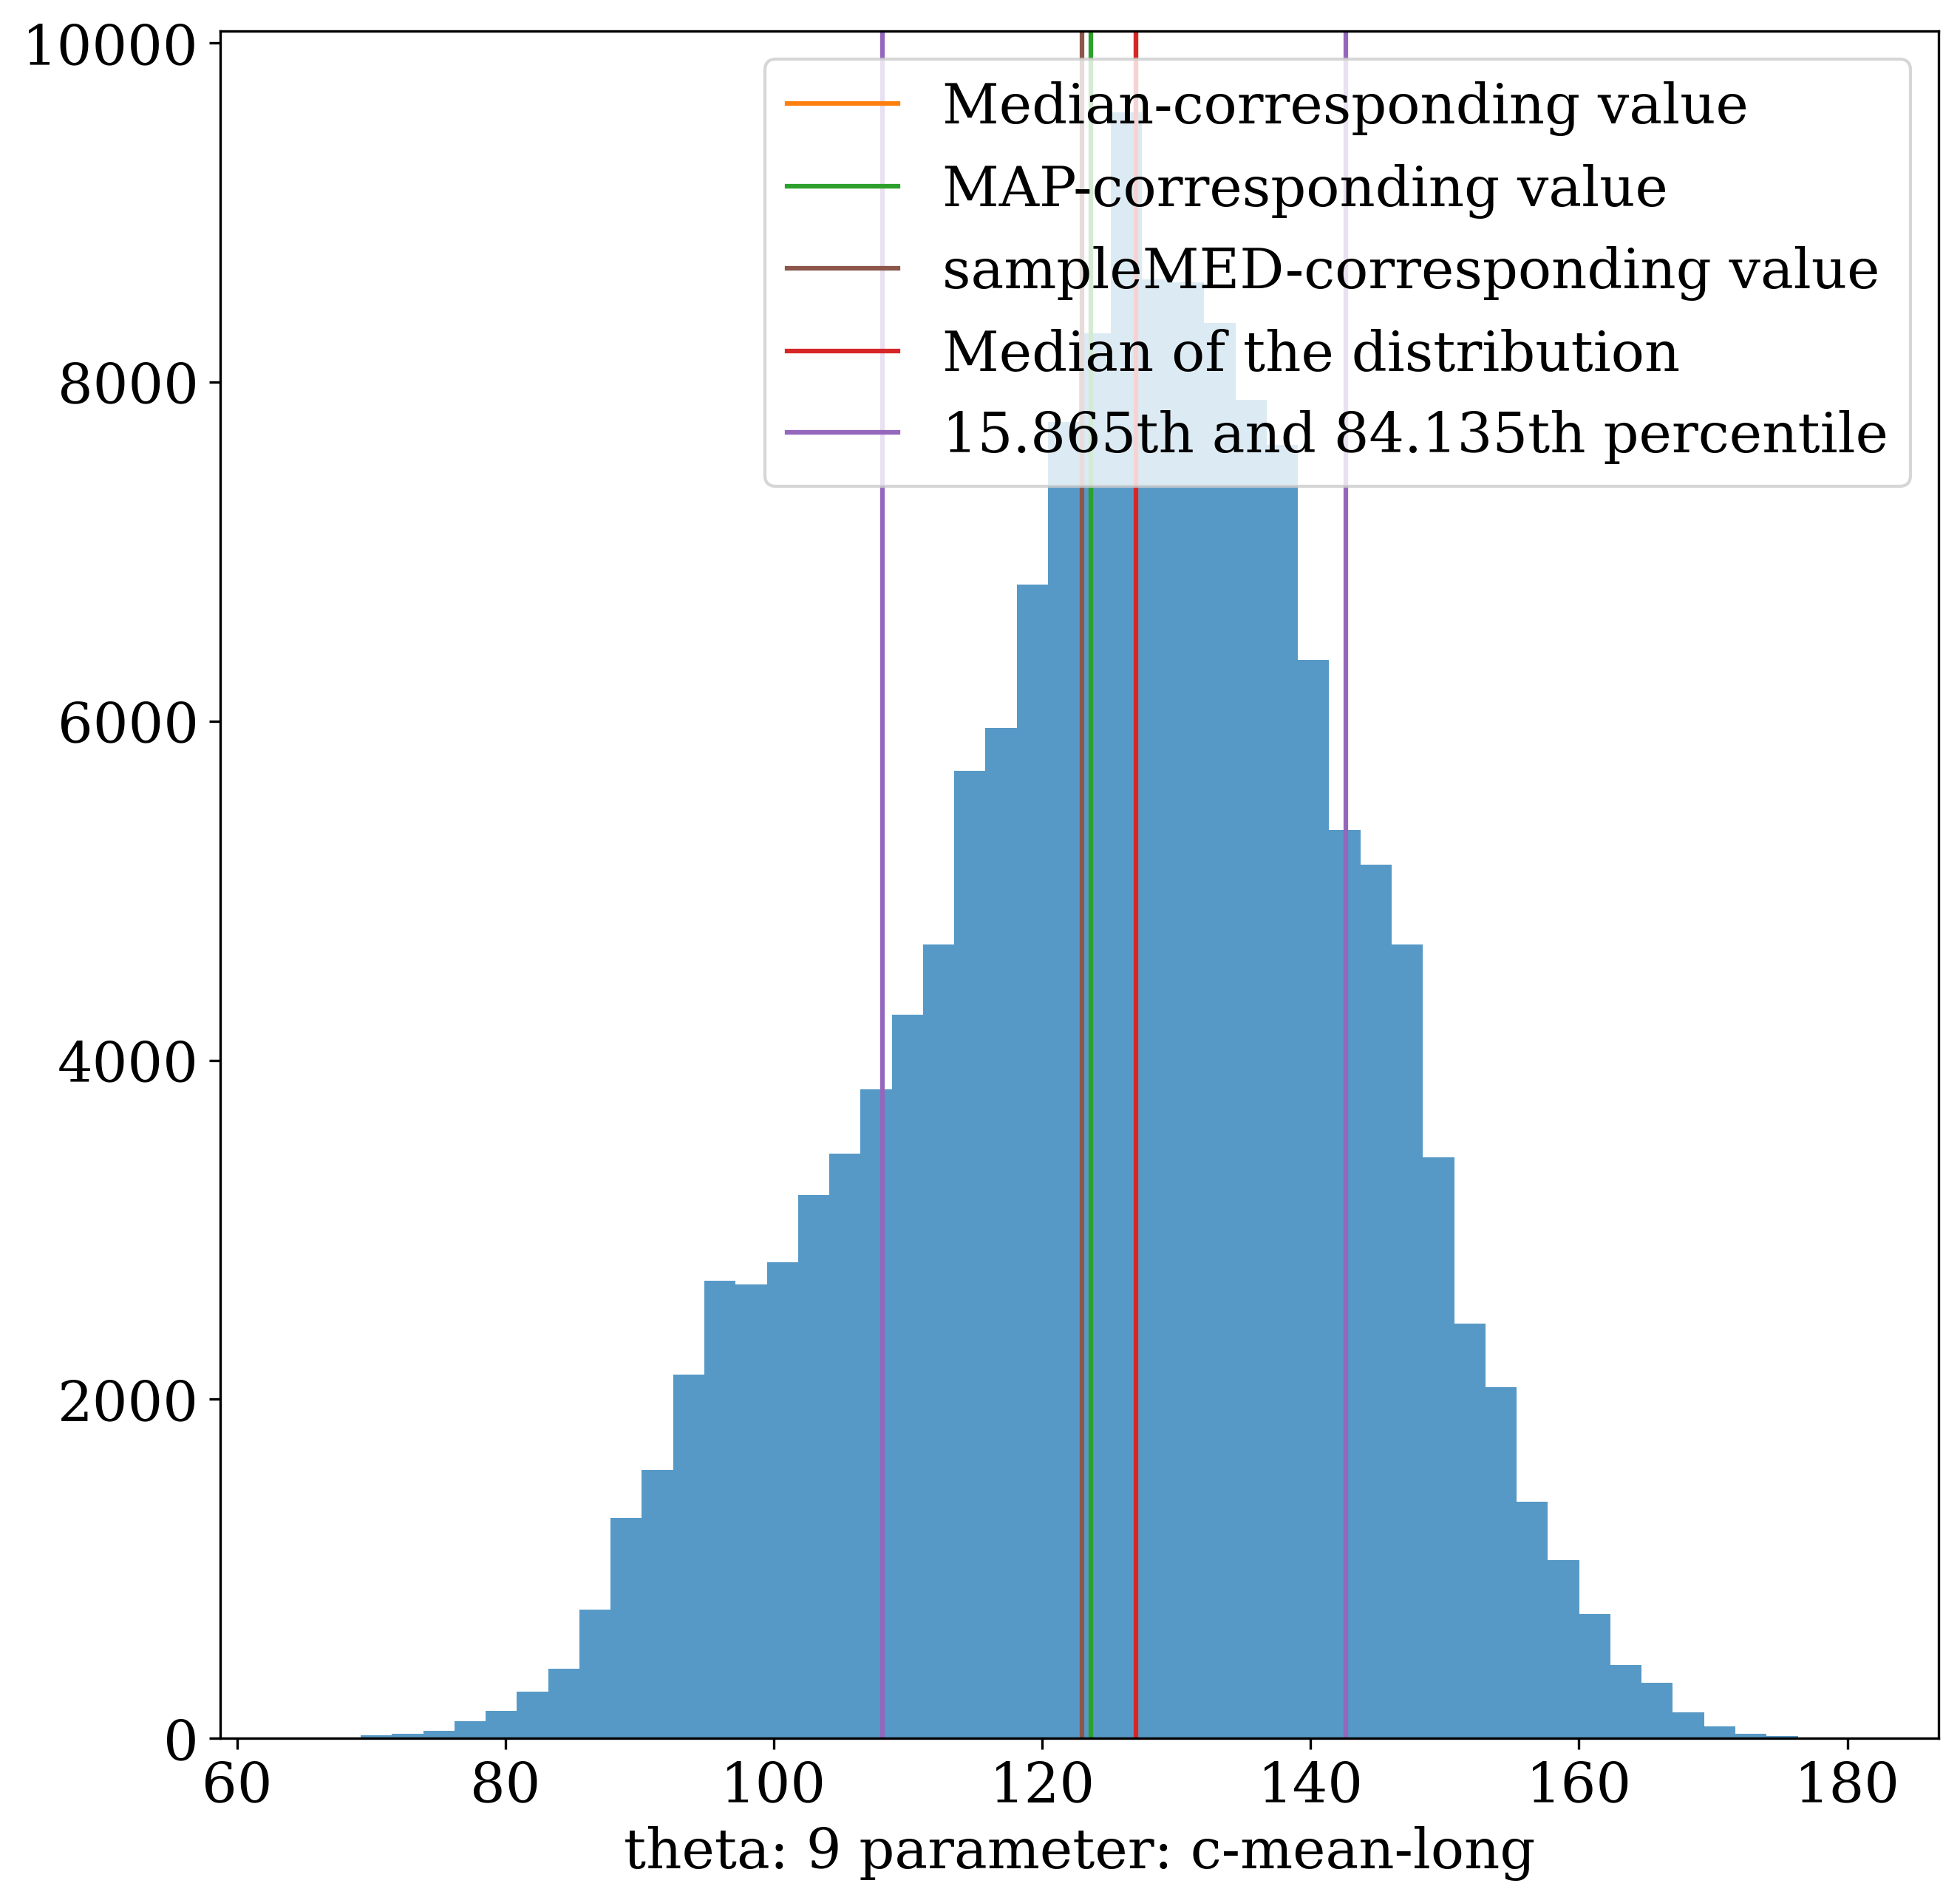 10000
8000
6000
4000
2000
0
Median-corresponding value
MAP-corresponding value
sampleMED-corresponding value
Median of the distribution
15.865th and 84.135th percentile
60 80 100 120 140 160 180
theta: 9 parameter: c-mean-long